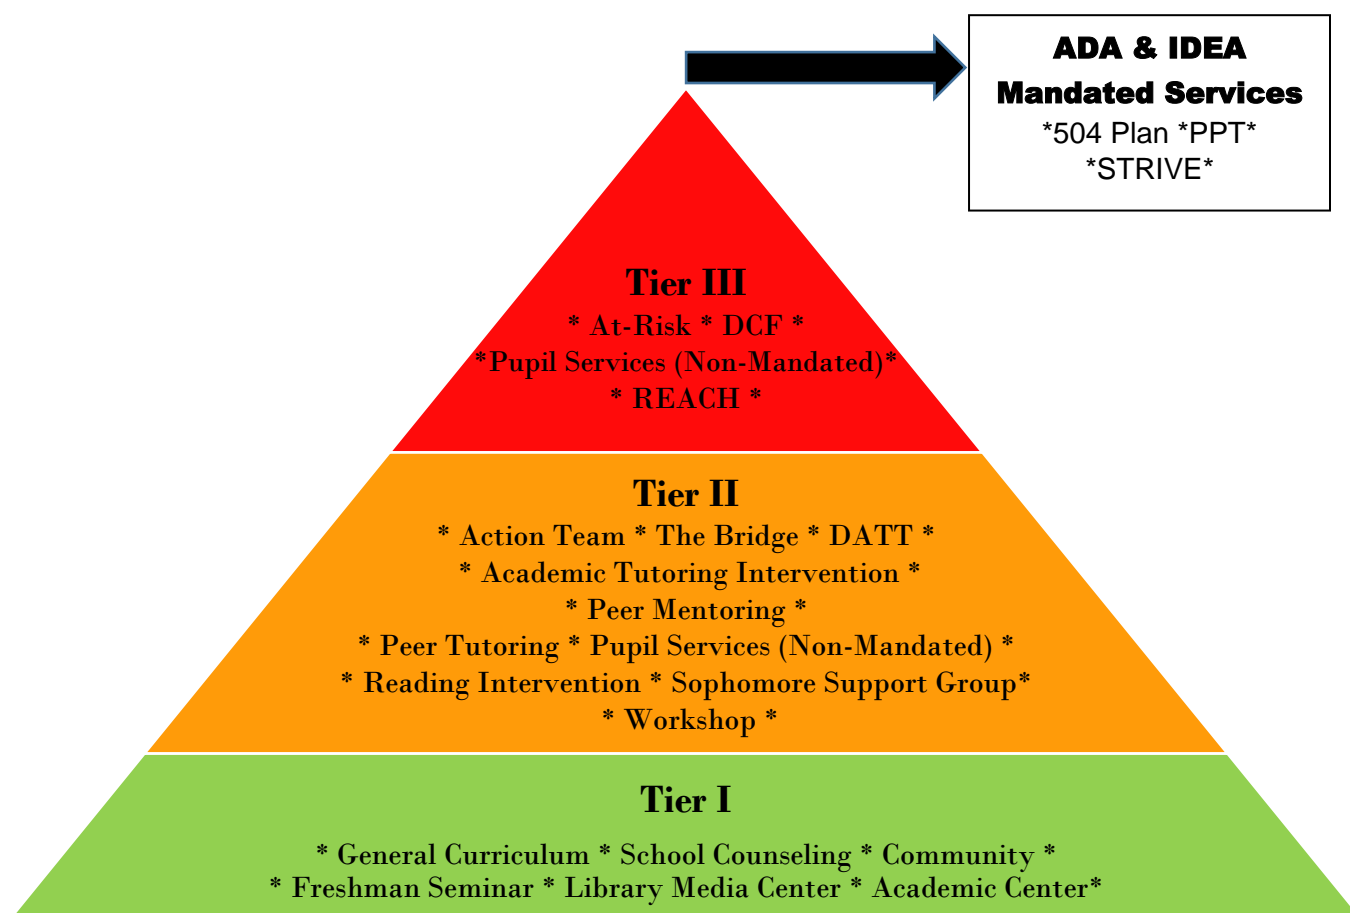 ADA & IDEA
Mandated Services
*504 Plan *PPT*
*STRIVE*
Tier III
* At-Risk * DCF *
*Pupil Services (Non-Mandated)*
* REACH *
Tier II
* Action Team * The Bridge * DATT *
* Academic Tutoring Intervention *
* Peer Mentoring *
* Peer Tutoring * Pupil Services (Non-Mandated) *
* Reading Intervention * Sophomore Support Group*
* Workshop *
Tier I
* General Curriculum * School Counseling * Community *
* Freshman Seminar * Library Media Center * Academic Center*